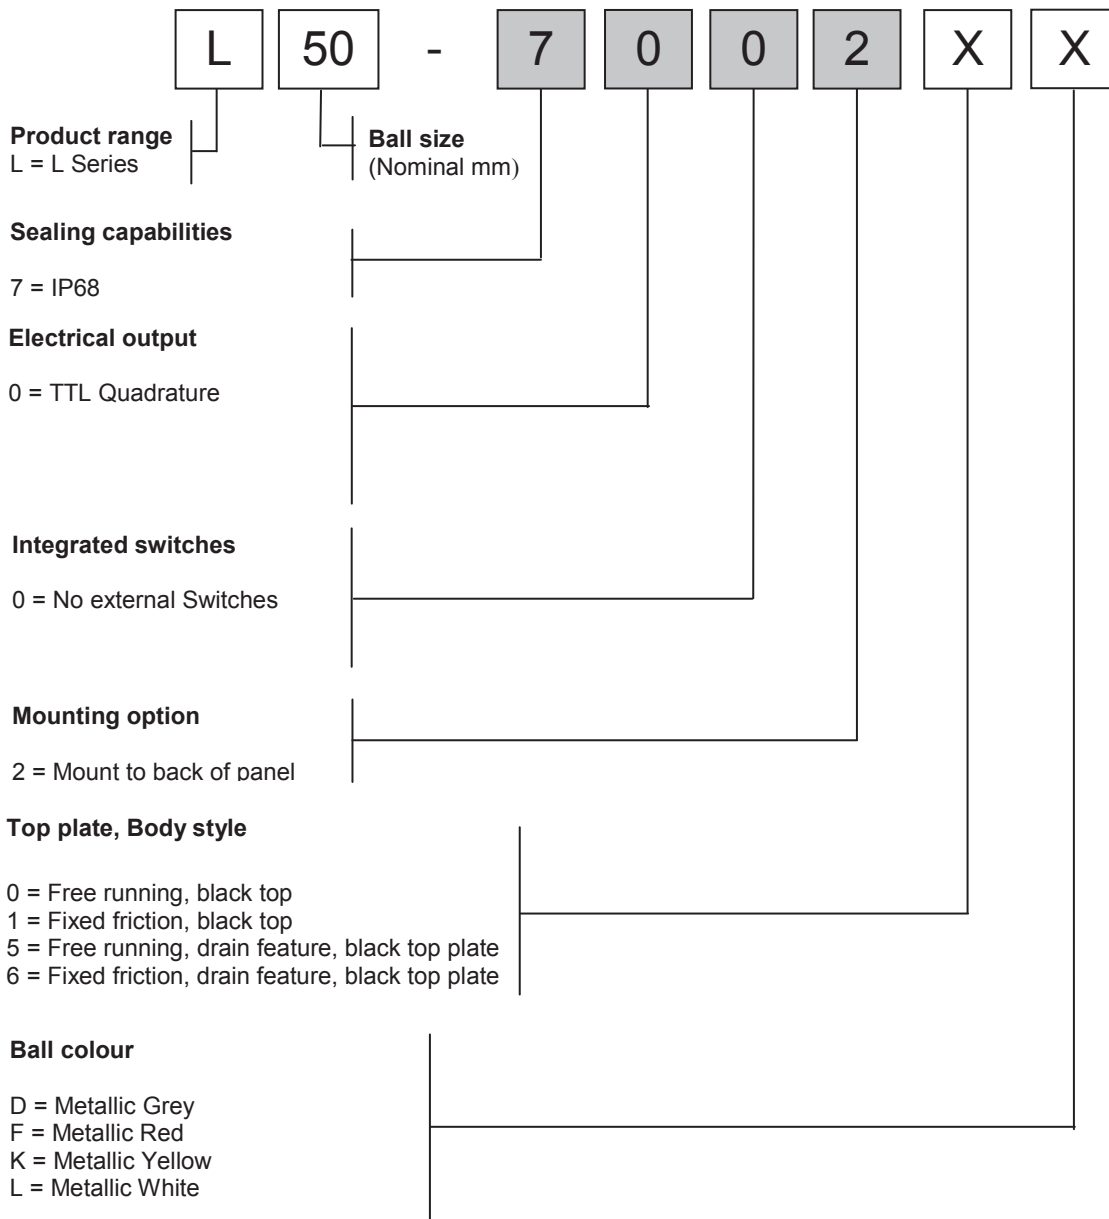 L 50 - 7 0 0 2 X X
Product range
L = L Series
Ball size
(Nominal mm)
Sealing capabilities
7 = IP68
Electrical output
0 = TTL Quadrature
Integrated switches
0 = No external Switches
Mounting option
2 = Mount to back of panel
Top plate, Body style
0 = Free running, black top
1 = Fixed friction, black top
5 = Free running, drain feature, black top plate
6 = Fixed friction, drain feature, black top plate
Ball colour
D = Metallic Grey
F = Metallic Red
K = Metallic Yellow
L = Metallic White